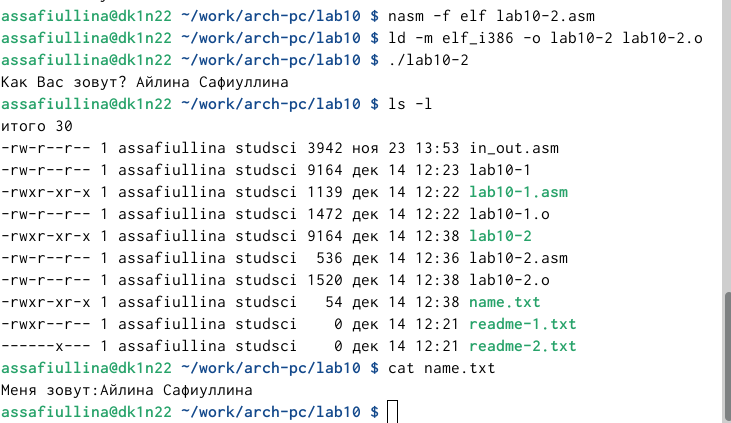 assafiullina@dk1n22 ~/work/arch-pc/lab10 $ nasm -f elf lab10-2.asm
assafiullina@dk1n22 ~/work/arch-pc/lab10 $ ld -m elf_i386 -o lab10-2 lab10-2.o
assafiullina@dk1n22 ~/work/arch-pc/lab10 $ ./lab10-2
Как Вас зовут? Айлина Сафиуллина
assafiullina@dk1n22 ~/work/arch-pc/lab10 $ ls -l
итого 30
-rw-r--r-- 1 assafiullina studsci 3942 ноя 23 13:53 in_out.asm
-rw-r--r-- 1 assafiullina studsci 9164 дек 14 12:23 lab10-1
-rwxr-xr-x 1 assafiullina studsci 1139 дек 14 12:22 lab10-1.asm
-rw-r--r-- 1 assafiullina studsci 1472 дек 14 12:22 lab10-1.o
-rwxr-xr-x 1 assafiullina studsci 9164 дек 14 12:38 lab10-2
-rw-r--r-- 1 assafiullina studsci  536 дек 14 12:36 lab10-2.asm
-rw-r--r-- 1 assafiullina studsci 1520 дек 14 12:38 lab10-2.o
-rwxr-xr-x 1 assafiullina studsci   54 дек 14 12:38 name.txt
-rwxr--r-- 1 assafiullina studsci    0 дек 14 12:21 readme-1.txt
------x--- 1 assafiullina studsci    0 дек 14 12:21 readme-2.txt
assafiullina@dk1n22 ~/work/arch-pc/lab10 $ cat name.txt
Меня зовут:Айлина Сафиуллина
assafiullina@dk1n22 ~/work/arch-pc/lab10 $